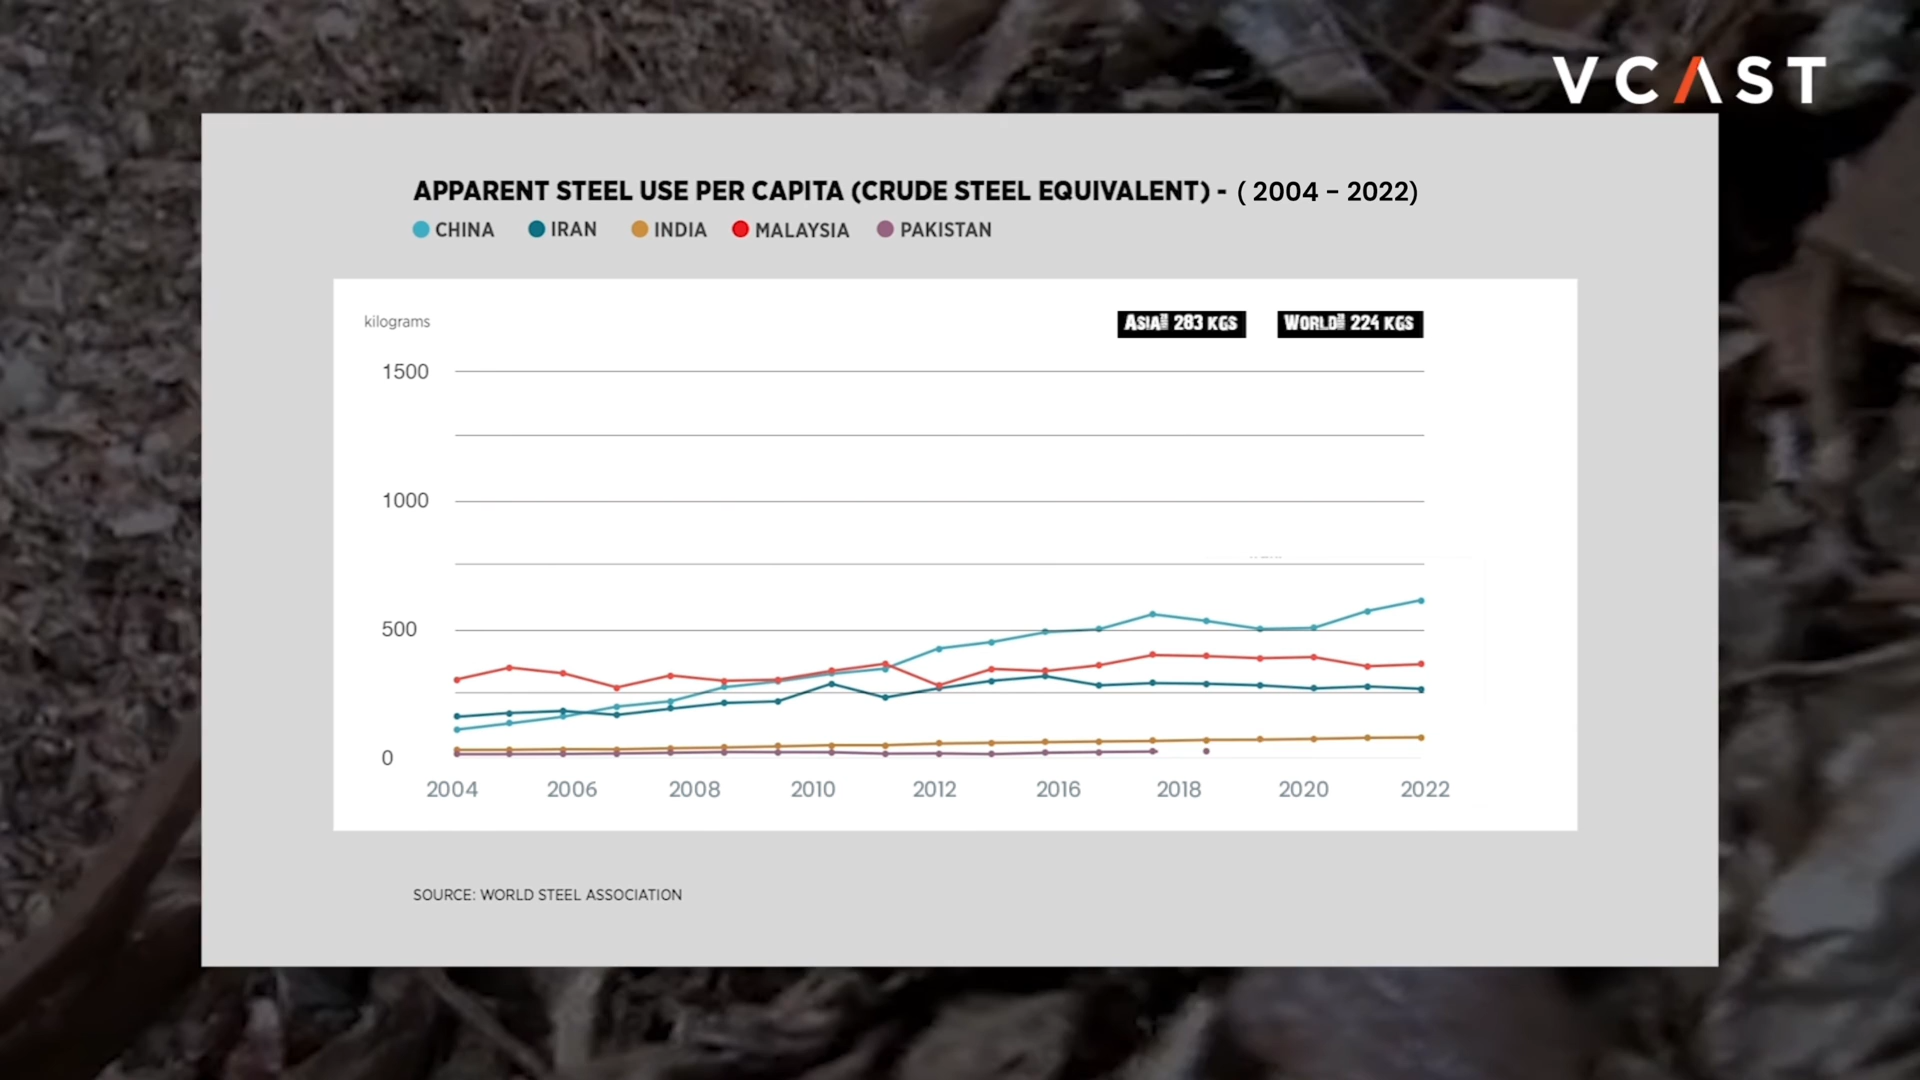 VCAST
APPARENT STEEL USE PER CAPITA (CRUDE STEEL EQUIVALENT) - ( 2004 – 2022)
CHINA IRAN INDIA MALAYSIA PAKISTAN
kilograms
ASIA 283 KGS WORLD 224 KGS
1500
1000
500
0
2004 2006 2008 2010 2012 2016 2018 2020 2022
SOURCE: WORLD STEEL ASSOCIATION